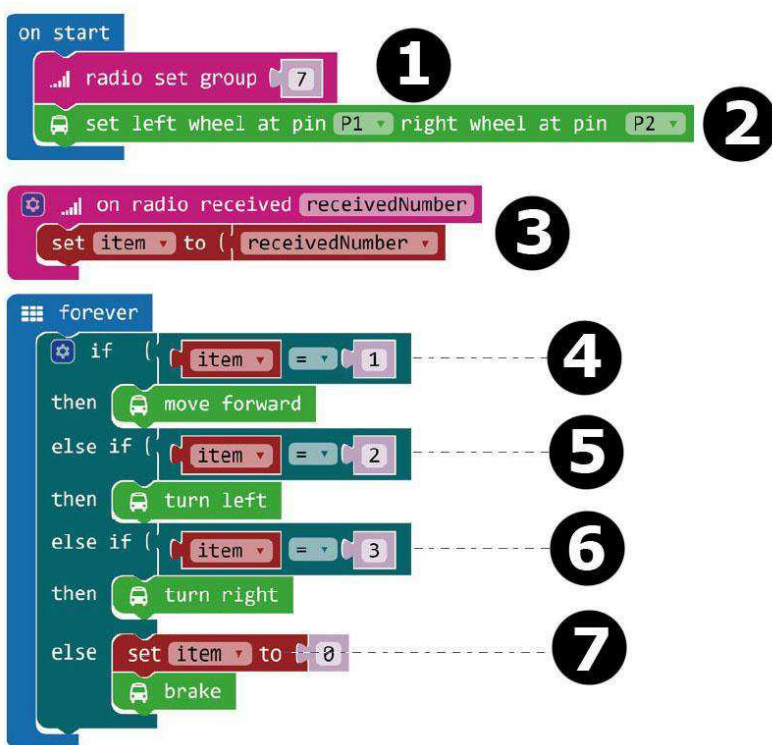 on start
radio set group 7
1
set left wheel at pin P1 right wheel at pin P2
2
on radio received receivedNumber
set item to ( receivedNumber
3
forever
if ( item = 1
4
then move forward
else if ( item = 2
5
then turn left
else if ( item = 3
6
then turn right
else set item to 0
7
brake